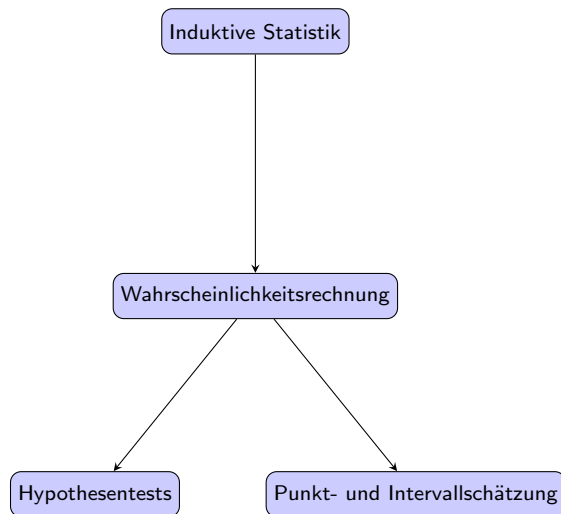 Induktive Statistik
Wahrscheinlichkeitsrechnung
Hypothesentests
Punkt- und Intervallschätzung